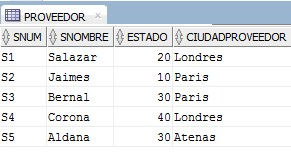 PROVEEDOR
SNUM SNOMBRE ESTADO CIUDADPROVEEDOR
S1 Salazar 20 Londres
S2 Jaimes 10 Paris
S3 Bernal 30 Paris
S4 Corona 40 Londres
S5 Aldana 30 Atenas